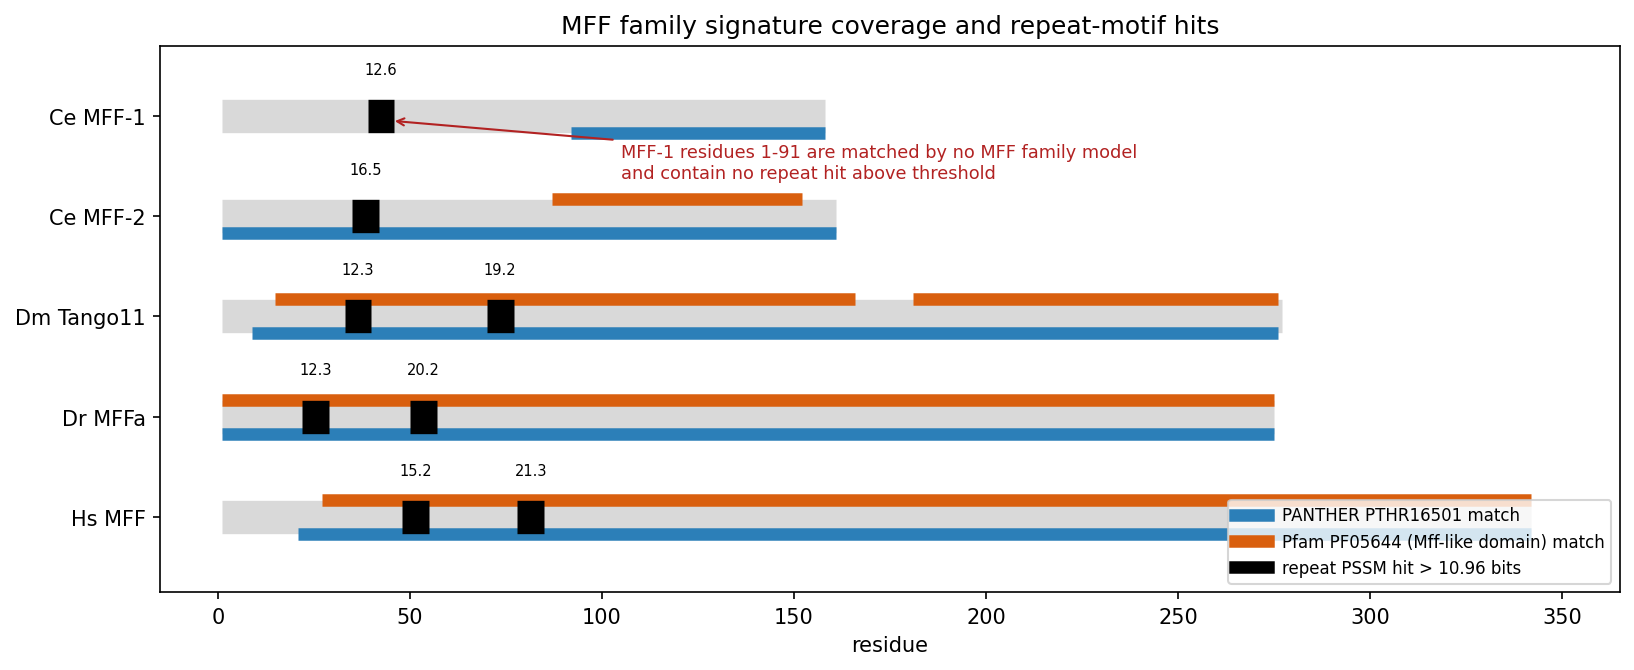 MFF family signature coverage and repeat-motif hits
12.6
Ce MFF-1
MFF-1 residues 1-91 are matched by no MFF family model
and contain no repeat hit above threshold
16.5
Ce MFF-2
12.3 19.2
Dm Tango11
12.3 20.2
Dr MFFa
15.2 21.3
Hs MFF
PANTHER PTHR16501 match
Pfam PF05644 (Mff-like domain) match
repeat PSSM hit > 10.96 bits
0 50 100 150 200 250 300 350
residue